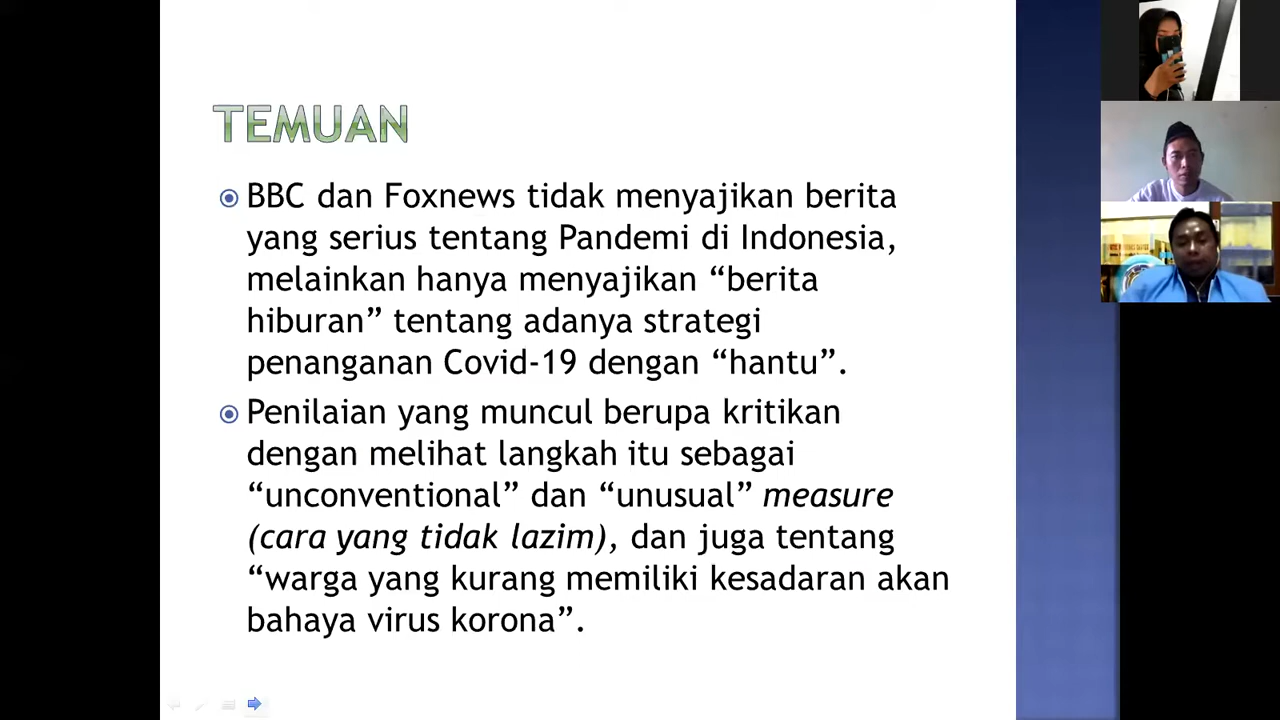 TEMUAN
BBC dan Foxnews tidak menyajikan berita
yang serius tentang Pandemi di Indonesia,
melainkan hanya menyajikan “berita
hiburan” tentang adanya strategi
penanganan Covid-19 dengan “hantu”.
Penilaian yang muncul berupa kritikan
dengan melihat langkah itu sebagai
“unconventional” dan “unusual” measure
(cara yang tidak lazim), dan juga tentang
“warga yang kurang memiliki kesadaran akan
bahaya virus korona”.